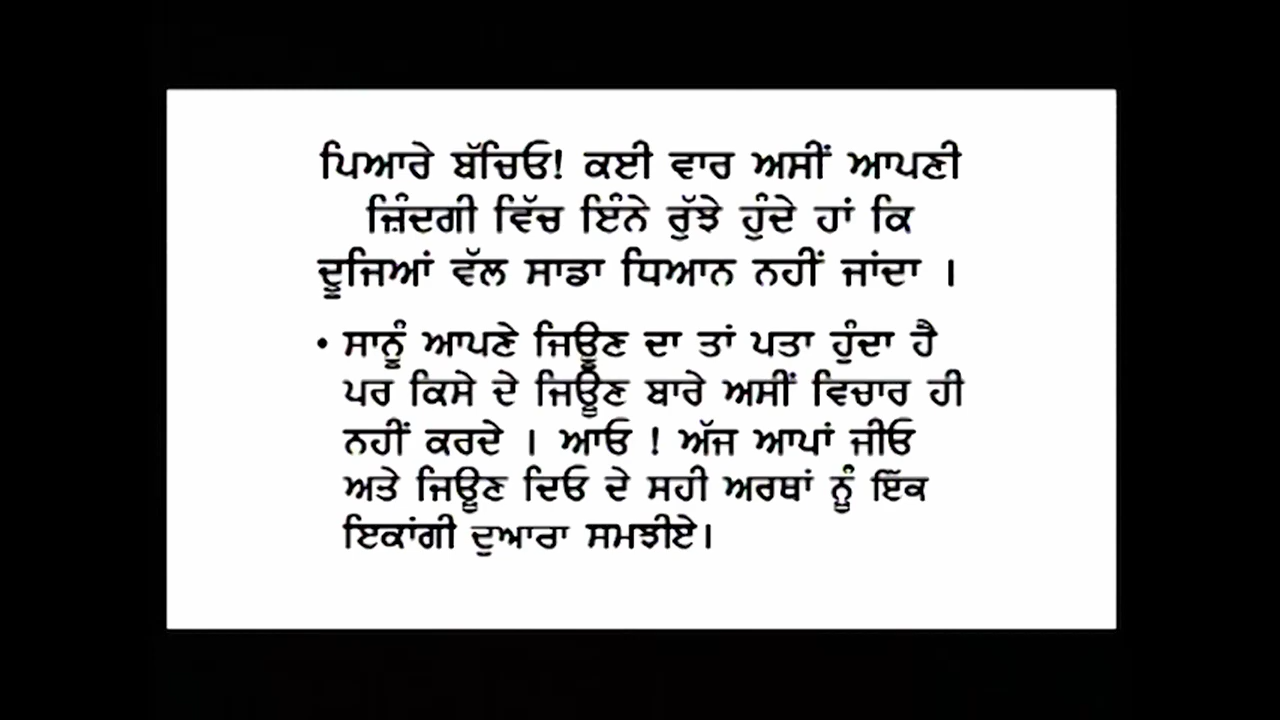 ਪਿਆਰੇ ਬੱਚਿਓ! ਕਈ ਵਾਰ ਅਸੀਂ ਆਪਣੀ
ਜ਼ਿੰਦਗੀ ਵਿੱਚ ਇੰਨੇ ਰੁੱਝੇ ਹੁੰਦੇ ਹਾਂ ਕਿ
ਦੂਜਿਆਂ ਵੱਲ ਸਾਡਾ ਧਿਆਨ ਨਹੀਂ ਜਾਂਦਾ ।
• ਸਾਨੂੰ ਆਪਣੇ ਜਿਊਣ ਦਾ ਤਾਂ ਪਤਾ ਹੁੰਦਾ ਹੈ
ਪਰ ਕਿਸੇ ਦੇ ਜਿਊਣ ਬਾਰੇ ਅਸੀਂ ਵਿਚਾਰ ਹੀ
ਨਹੀਂ ਕਰਦੇ । ਆਓ ! ਅੱਜ ਆਪਾਂ ਜੀਓ
ਅਤੇ ਜਿਊਣ ਦਿਓ ਦੇ ਸਹੀ ਅਰਥਾਂ ਨੂੰ ਇੱਕ
ਇਕਾਂਗੀ ਦੁਆਰਾ ਸਮਝੀਏ।